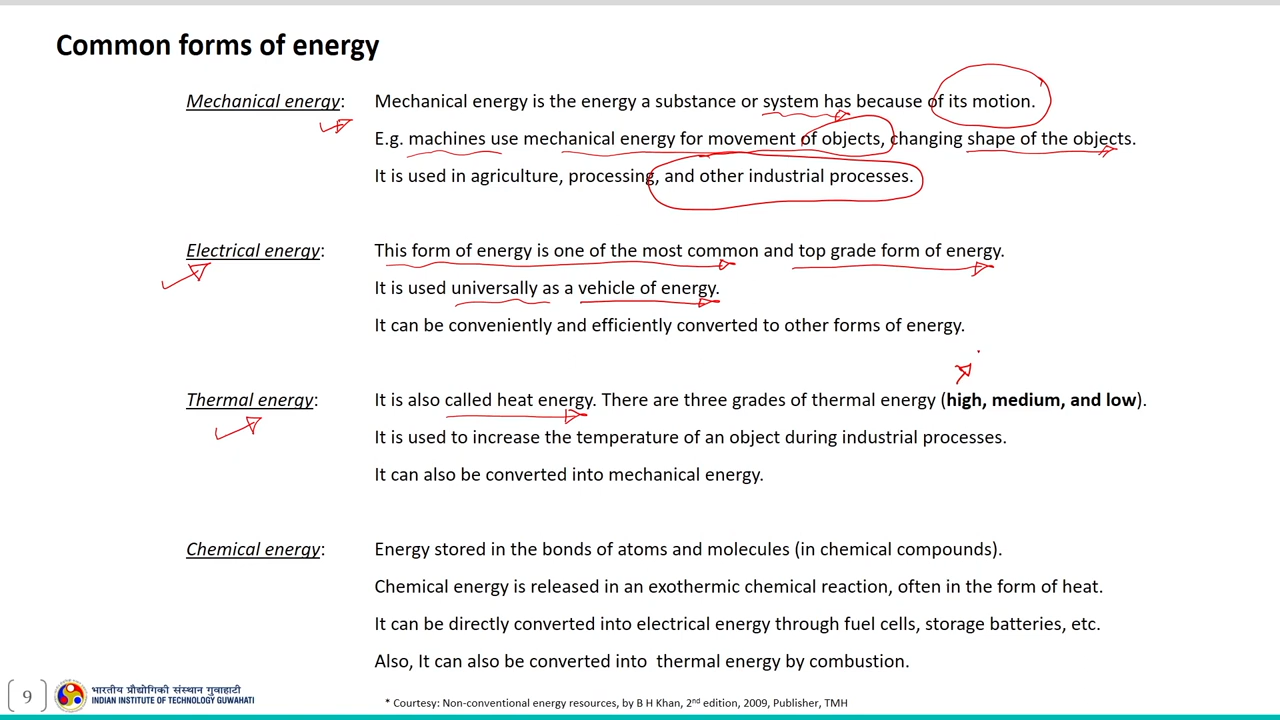 Common forms of energy
Mechanical energy: Mechanical energy is the energy a substance or system has because of its motion.
E.g. machines use mechanical energy for movement of objects, changing shape of the objects.
It is used in agriculture, processing, and other industrial processes.
Electrical energy: This form of energy is one of the most common and top grade form of energy.
It is used universally as a vehicle of energy.
It can be conveniently and efficiently converted to other forms of energy.
Thermal energy: It is also called heat energy. There are three grades of thermal energy (high, medium, and low).
It is used to increase the temperature of an object during industrial processes.
It can also be converted into mechanical energy.
Chemical energy: Energy stored in the bonds of atoms and molecules (in chemical compounds).
Chemical energy is released in an exothermic chemical reaction, often in the form of heat.
It can be directly converted into electrical energy through fuel cells, storage batteries, etc.
Also, It can also be converted into thermal energy by combustion.
9
भारतीय प्रौद्योगिकी संस्थान गुवाहाटी
INDIAN INSTITUTE OF TECHNOLOGY GUWAHATI
* Courtesy: Non-conventional energy resources, by B H Khan, 2nd edition, 2009, Publisher, TMH